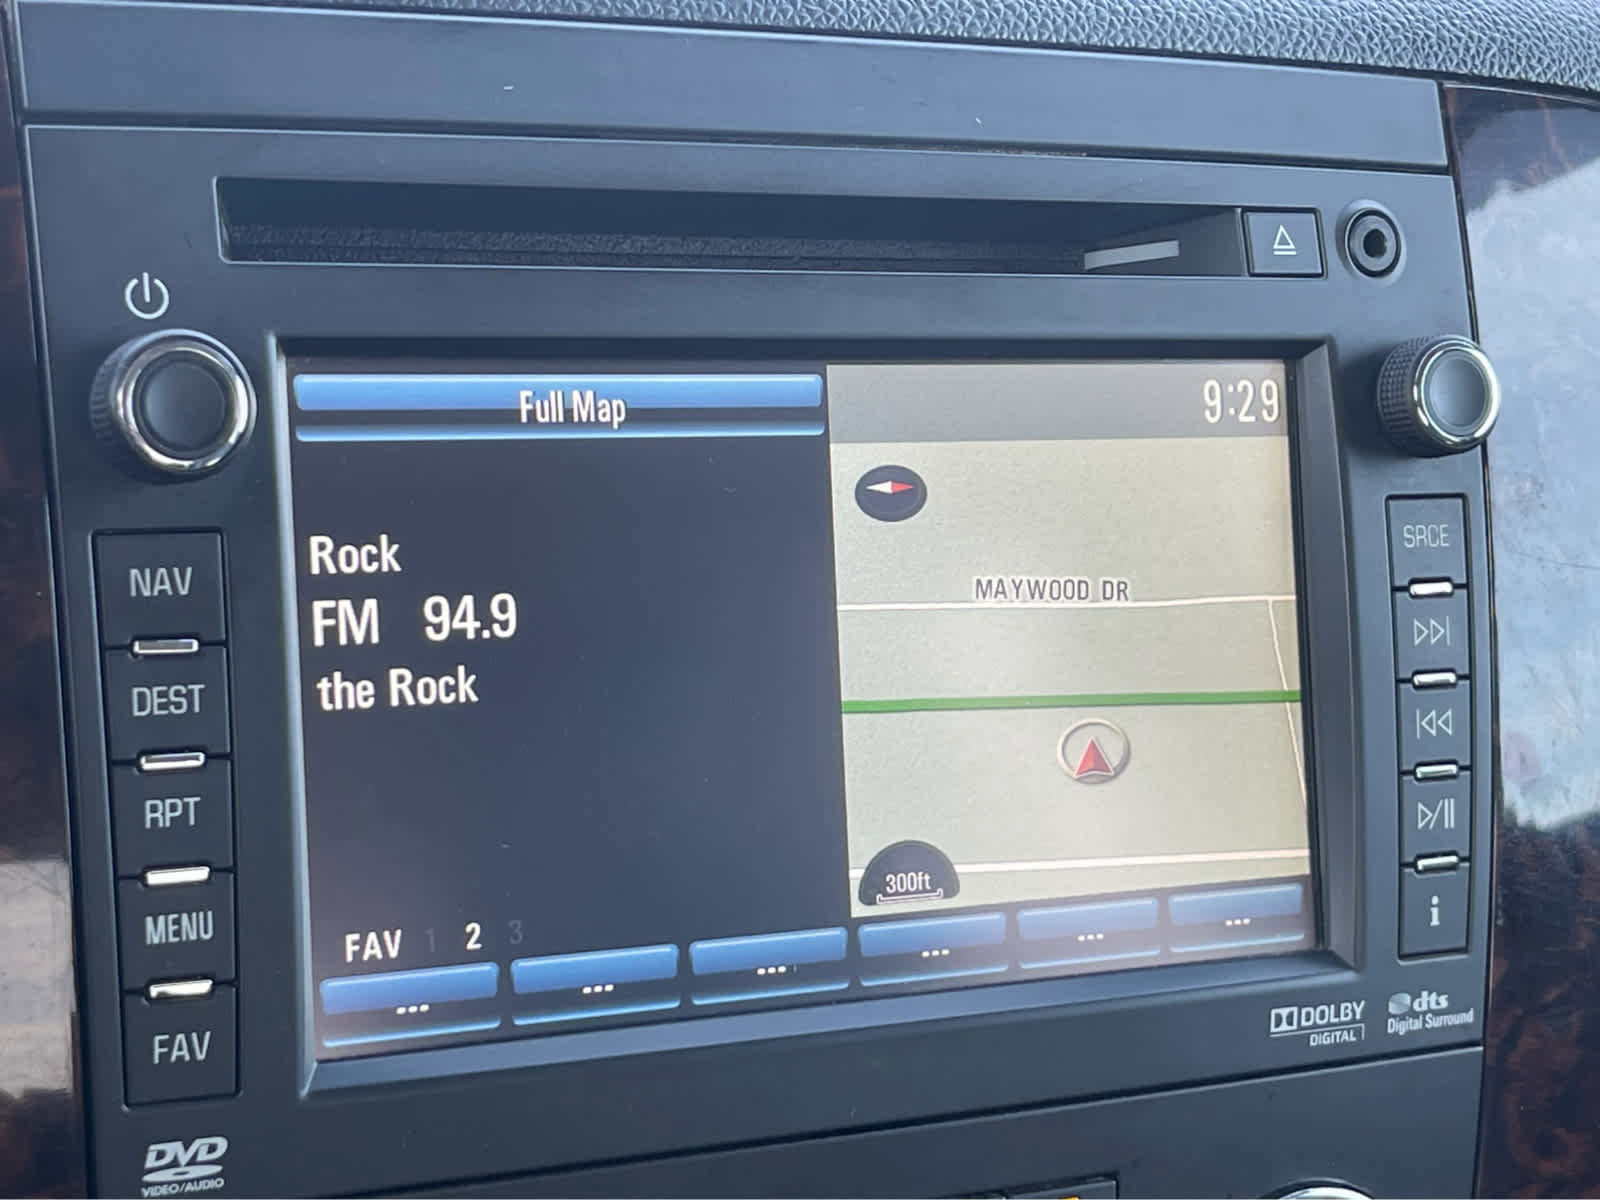 Full Map
9:29
NAV
DEST
RPT
MENU
FAV
Rock
FM 94.9
the Rock
MAYWOOD DR
300ft
FAV 1 2 3
... ... ... ... ... ...
SRCE
i
DOLBY
DIGITAL
dts
Digital Surround
DVD
VIDEO/AUDIO